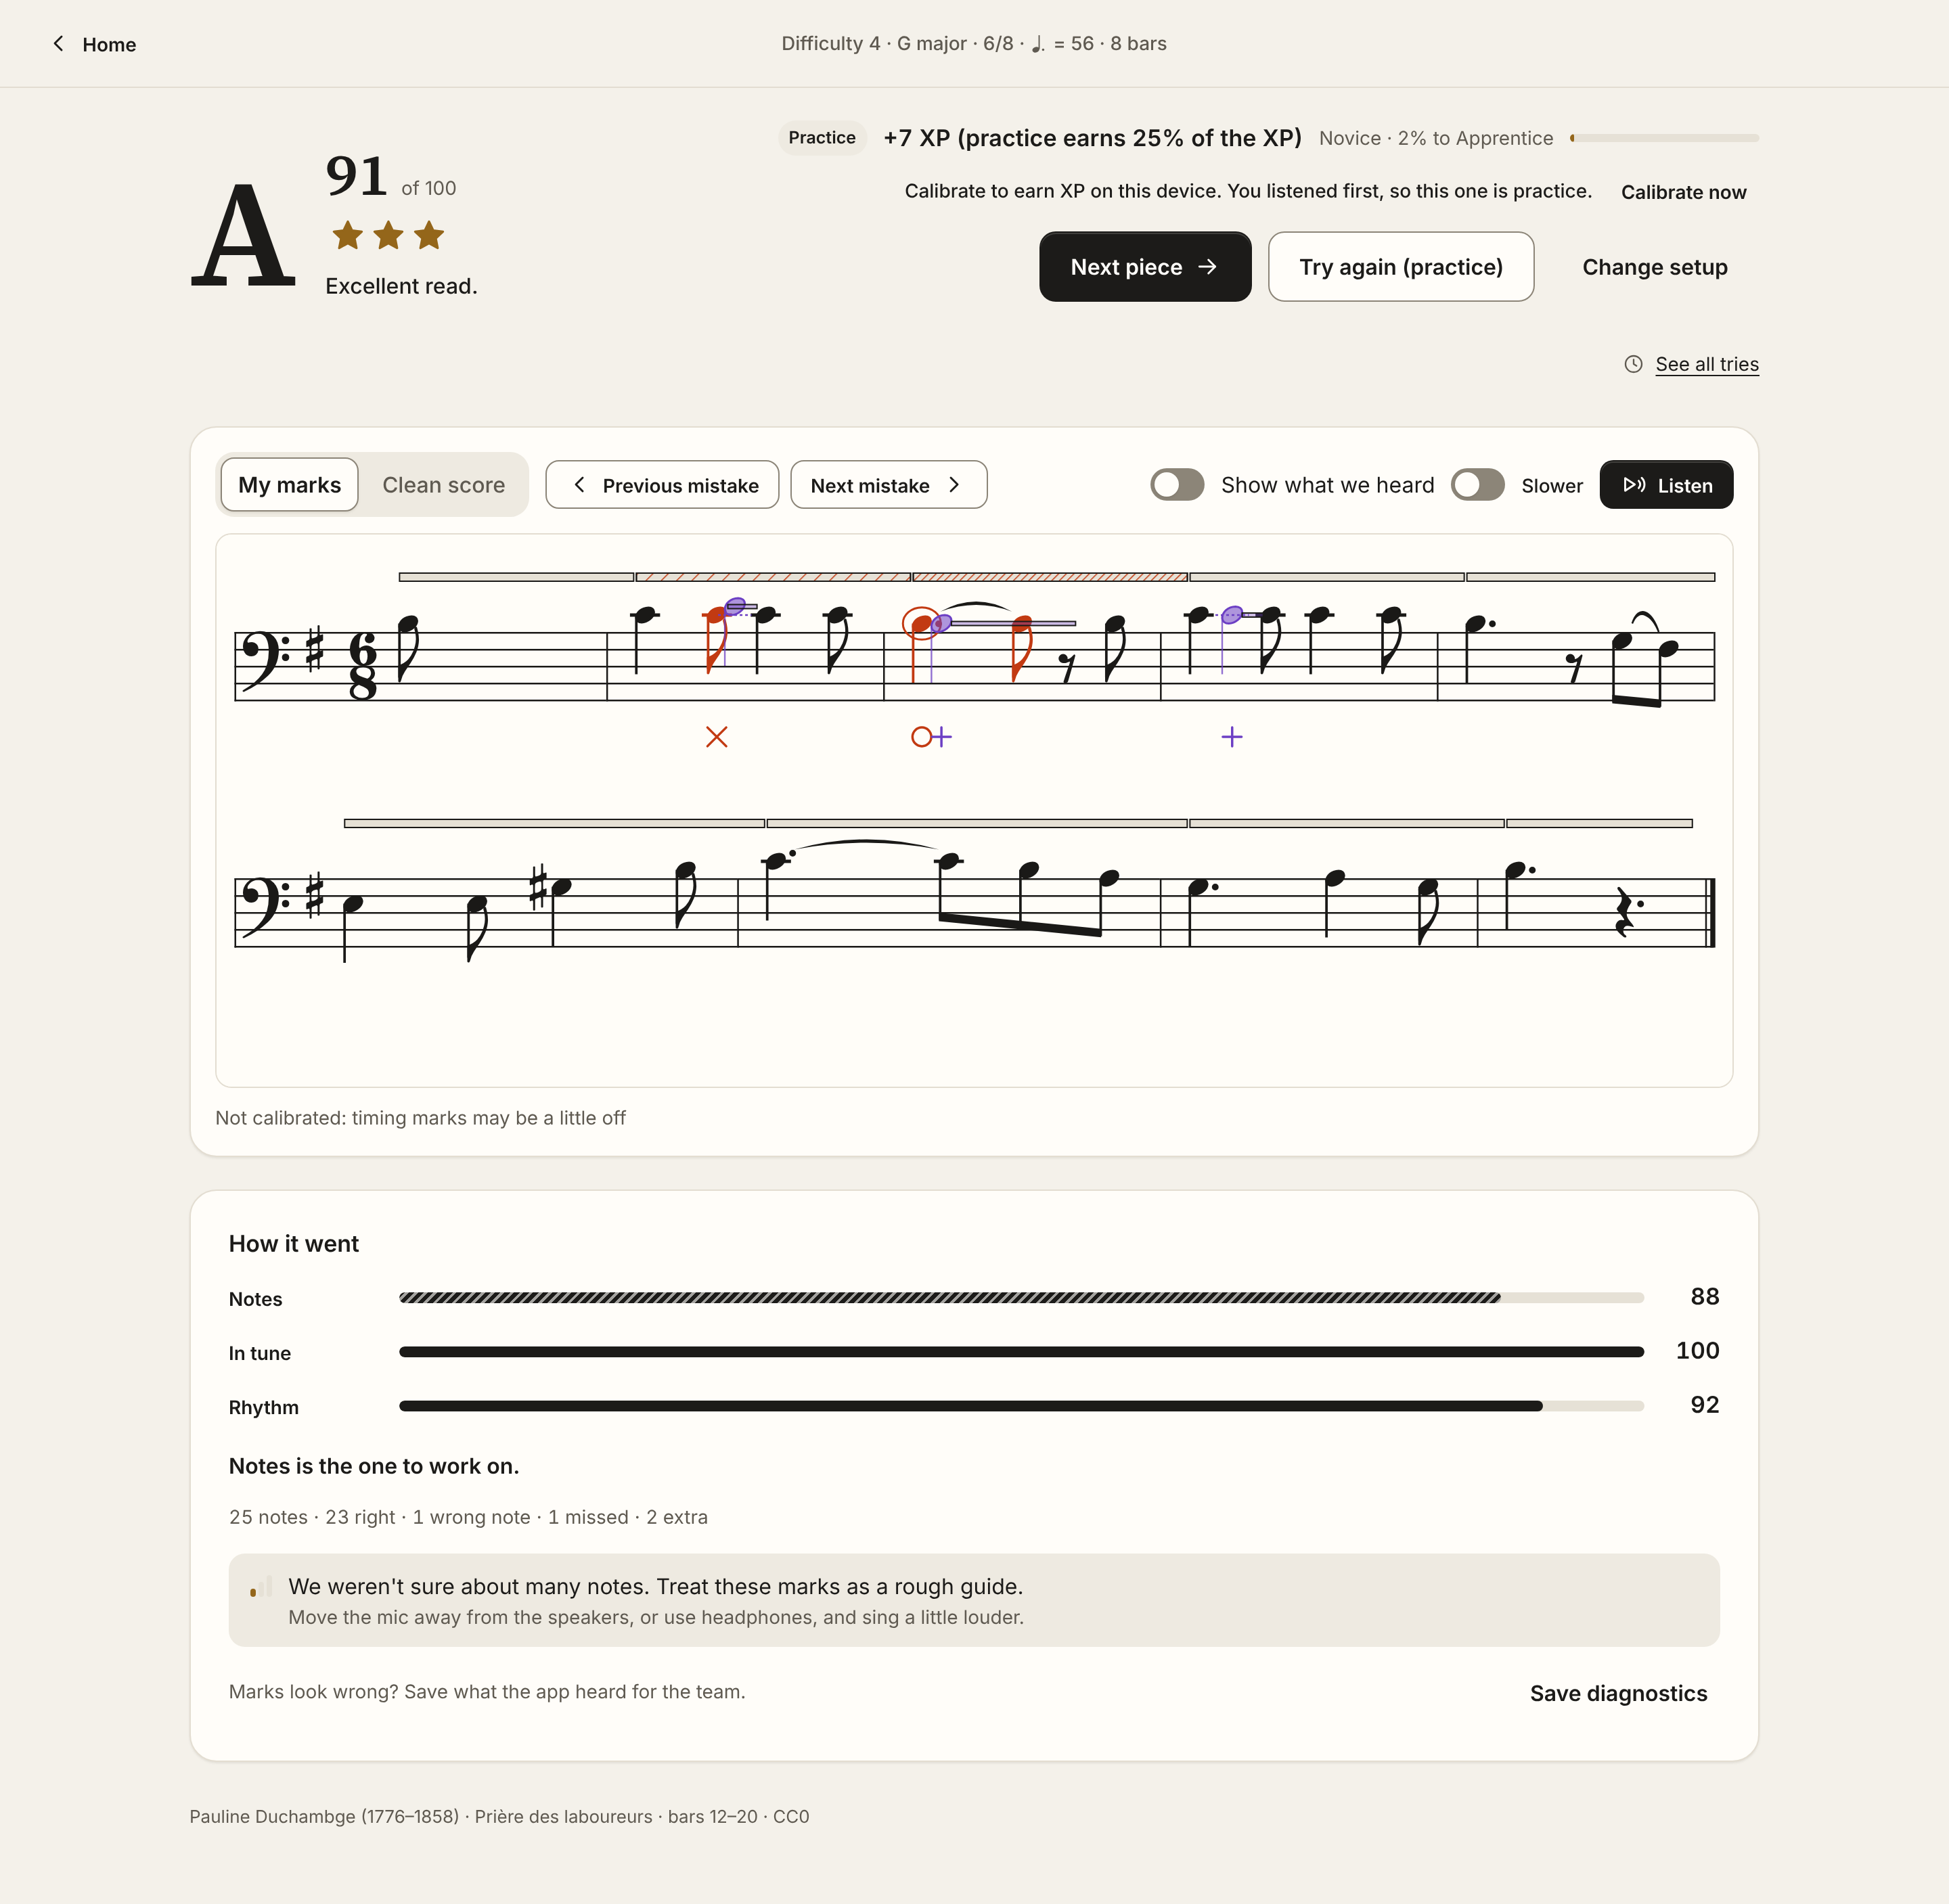 Home
Difficulty 4 · G major · 6/8 · ♩. = 56 · 8 bars
A
91 of 100
Excellent read.
Practice +7 XP (practice earns 25% of the XP) Novice · 2% to Apprentice
Calibrate to earn XP on this device. You listened first, so this one is practice. Calibrate now
Next piece → Try again (practice) Change setup
See all tries
My marks Clean score Previous mistake Next mistake Show what we heard Slower Listen
6
8
Not calibrated: timing marks may be a little off
How it went
Notes 88
In tune 100
Rhythm 92
Notes is the one to work on.
25 notes · 23 right · 1 wrong note · 1 missed · 2 extra
We weren't sure about many notes. Treat these marks as a rough guide.
Move the mic away from the speakers, or use headphones, and sing a little louder.
Marks look wrong? Save what the app heard for the team. Save diagnostics
Pauline Duchambge (1776–1858) · Prière des laboureurs · bars 12–20 · CC0